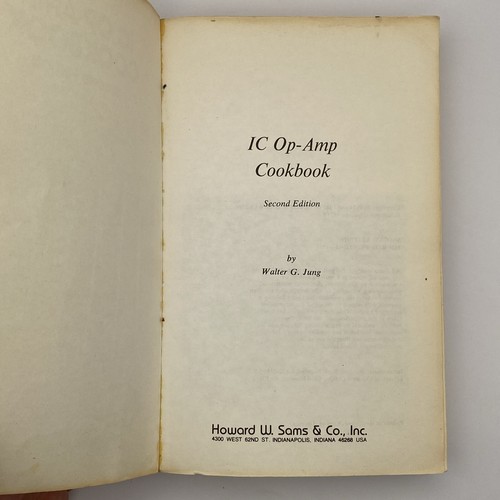 IC Op-Amp
Cookbook
Second Edition
by
Walter G. Jung
Howard W. Sams & Co., Inc.
4300 WEST 62ND ST. INDIANAPOLIS, INDIANA 46268 USA